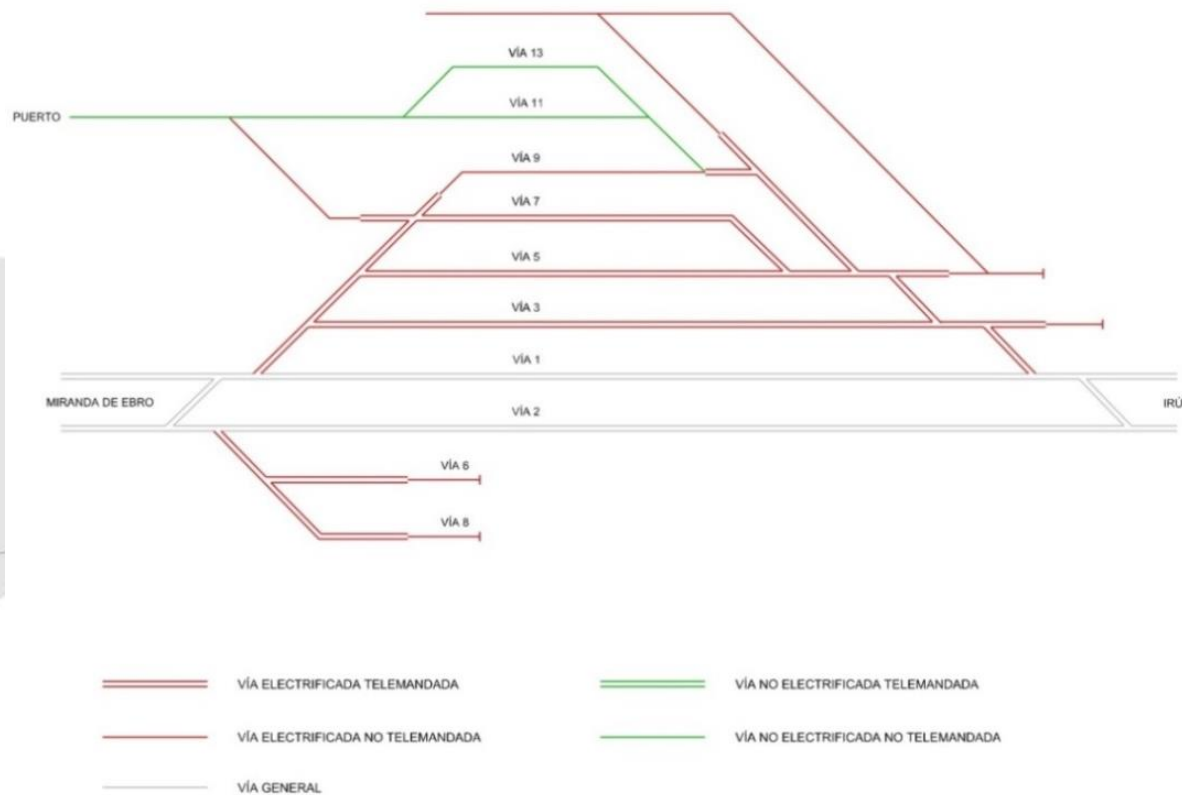 VÍA 13
PUERTO
VÍA 11
VÍA 9
VÍA 7
VÍA 5
VÍA 3
VÍA 1
MIRANDA DE EBRO
IRÚ
VÍA 2
VÍA 6
VÍA 8
VÍA ELECTRIFICADA TELEMANDADA
VÍA NO ELECTRIFICADA TELEMANDADA
VÍA ELECTRIFICADA NO TELEMANDADA
VÍA NO ELECTRIFICADA NO TELEMANDADA
VÍA GENERAL